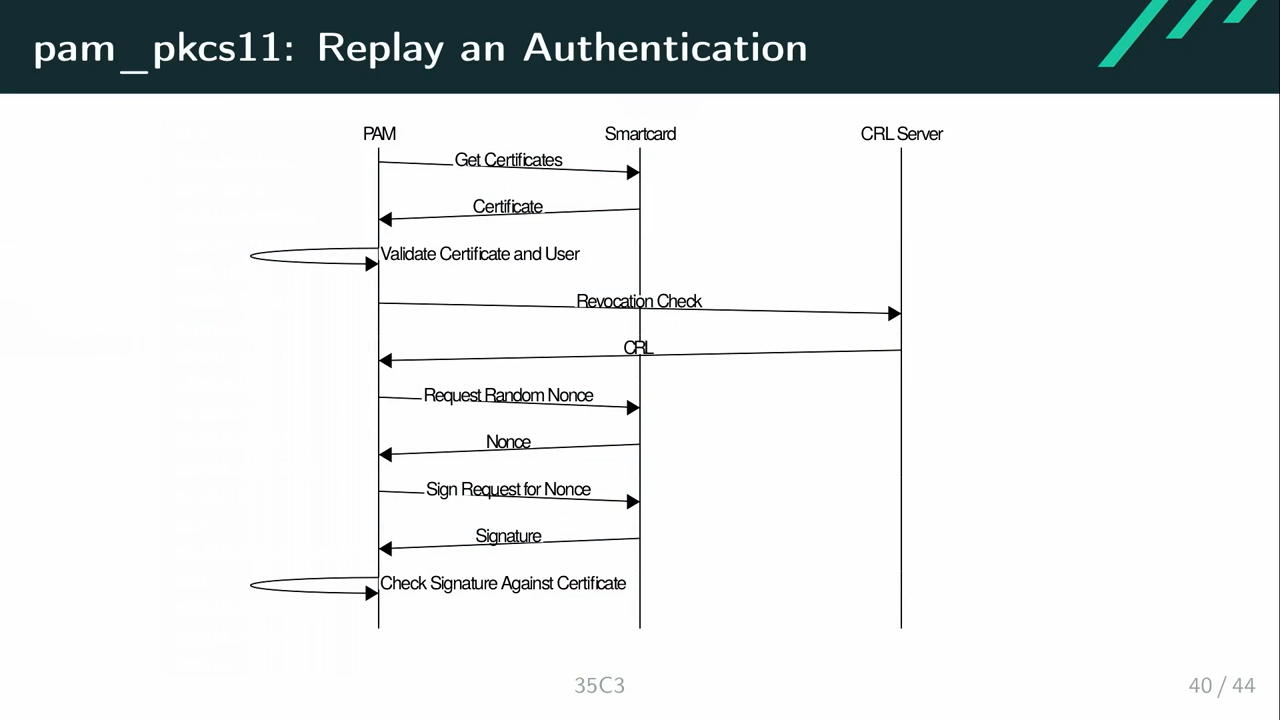 pam_pkcs11: Replay an Authentication
PAM
Smartcard
CRL Server
Get Certificates
Certificate
Validate Certificate and User
Revocation Check
CRL
Request Random Nonce
Nonce
Sign Request for Nonce
Signature
Check Signature Against Certificate
35C3
40 / 44